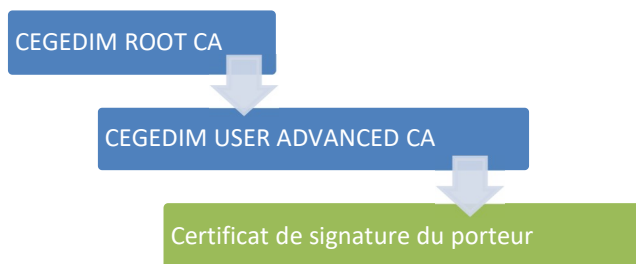 CEGEDIM ROOT CA
CEGEDIM USER ADVANCED CA
Certificat de signature du porteur